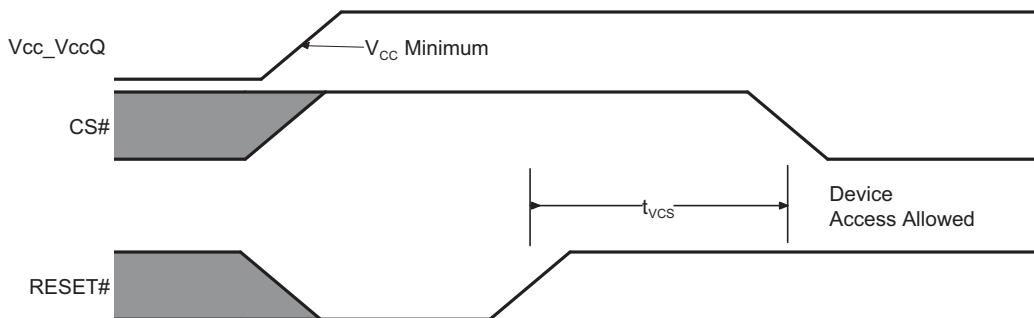 Vcc_VccQ
VCC Minimum
CS#
tVCS
Device
Access Allowed
RESET#